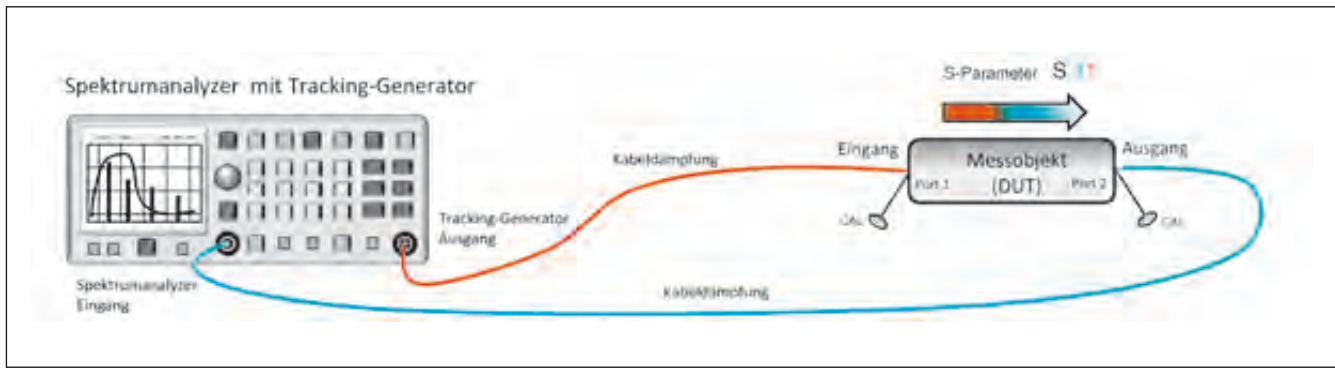 Spektrumanalyzer mit Tracking-Generator
S-Parameter S
Kabeldämpfung
Eingang
Messobjekt
(DUT)
Port 1
Port 2
Ausgang
CAL
CAL
Tracking-Generator
Ausgang
Spektrumanalyzer
Eingang
Kabeldämpfung